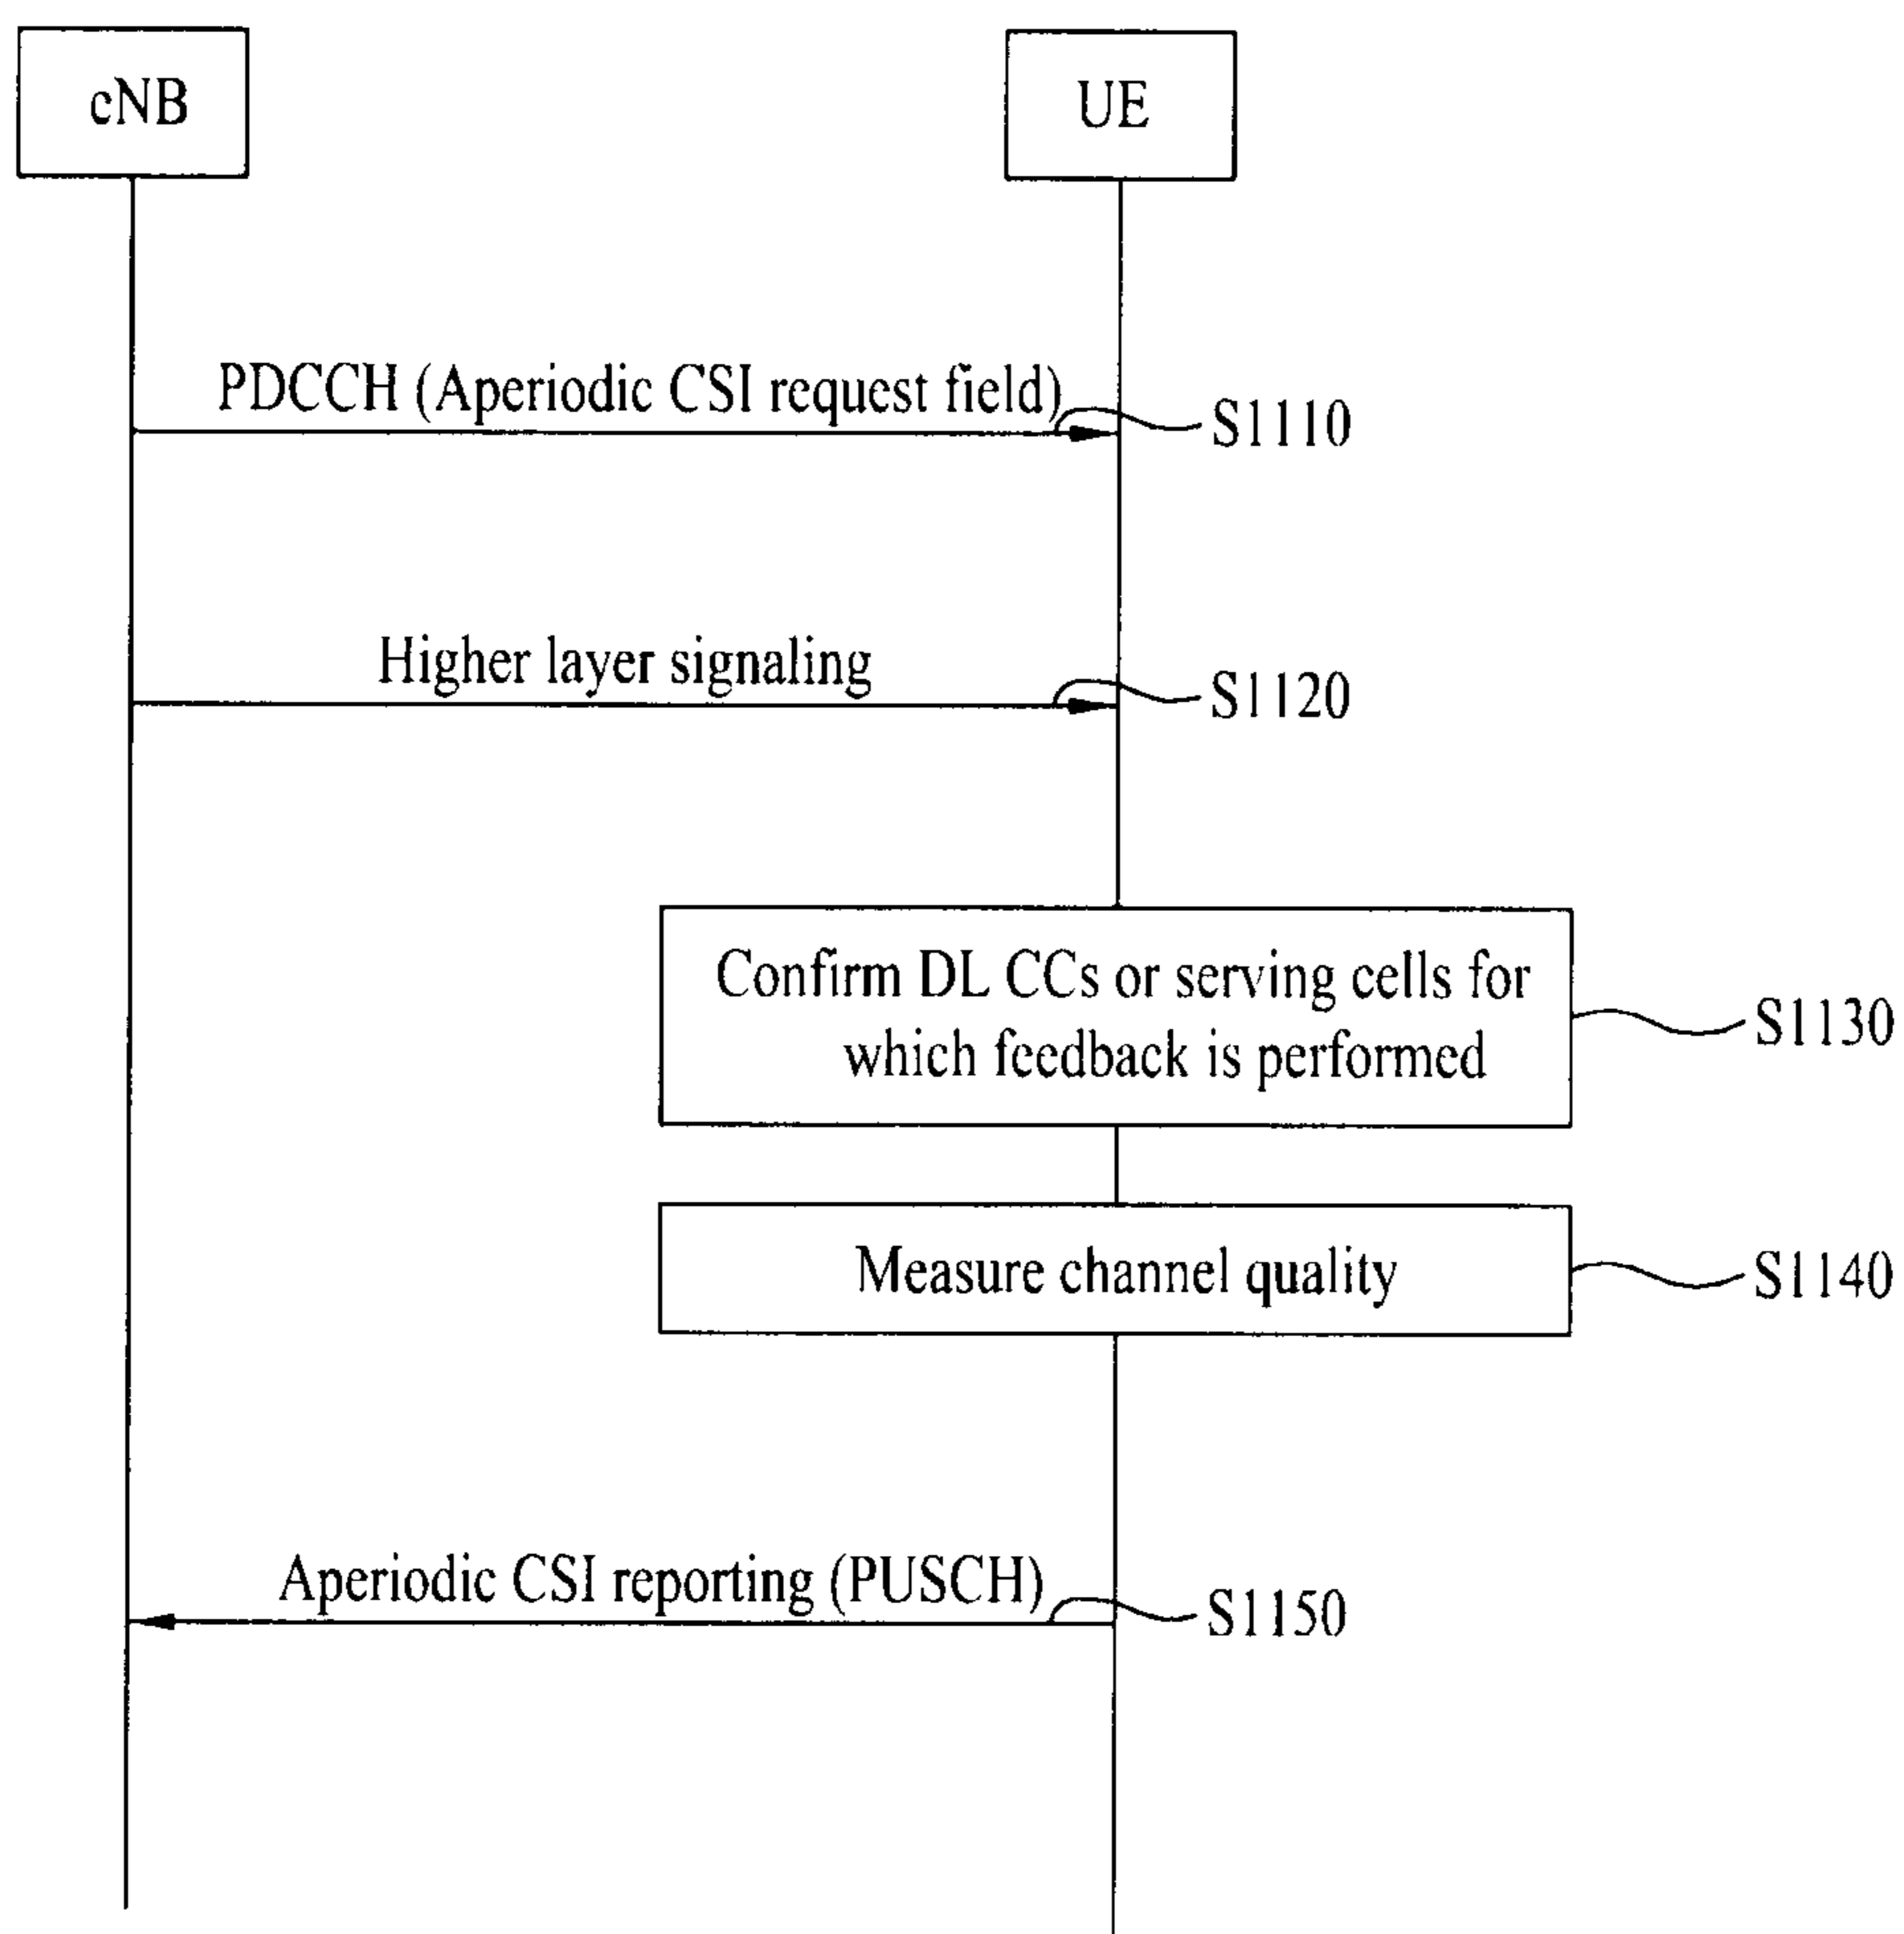 cNB
UE
PDCCH (Aperiodic CSI request field)
S1110
Higher layer signaling
S1120
Confirm DL CCs or serving cells for
which feedback is performed
S1130
Measure channel quality
S1140
Aperiodic CSI reporting (PUSCH)
S1150